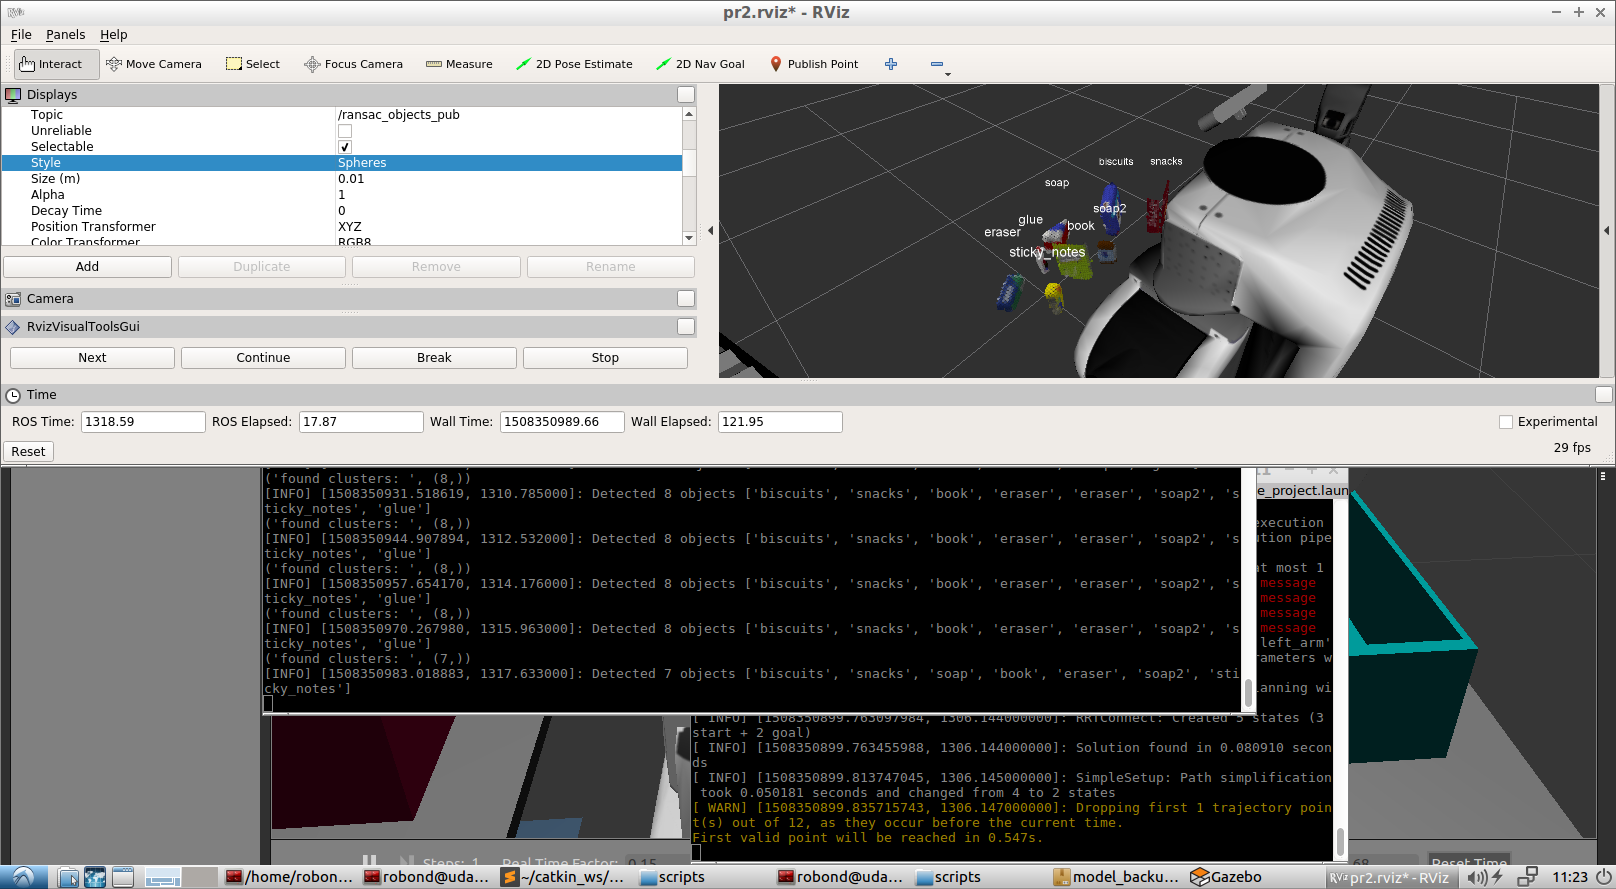 pr2.rviz* - RViz
File Panels Help
Interact Move Camera Select Focus Camera Measure 2D Pose Estimate 2D Nav Goal Publish Point
Displays
Topic /ransac_objects_pub
Unreliable
Selectable
Style Spheres
Size (m) 0.01
Alpha 1
Decay Time 0
Position Transformer XYZ
Color Transformer RGB8
Add Duplicate Remove Rename
Camera
RvizVisualToolsGui
Next Continue Break Stop
biscuits snacks
soap
soap2
glue book
eraser
sticky_notes
Time
ROS Time: 1318.59 ROS Elapsed: 17.87 Wall Time: 1508350989.66 Wall Elapsed: 121.95 Experimental
Reset 29 fps
('found clusters: ', (8,))
[INFO] [1508350931.518619, 1310.785000]: Detected 8 objects ['biscuits', 'snacks', 'book', 'eraser', 'eraser', 'soap2', 's
ticky_notes', 'glue']
('found clusters: ', (8,))
[INFO] [1508350944.907894, 1312.532000]: Detected 8 objects ['biscuits', 'snacks', 'book', 'eraser', 'eraser', 'soap2', 's
ticky_notes', 'glue']
('found clusters: ', (8,))
[INFO] [1508350957.654170, 1314.176000]: Detected 8 objects ['biscuits', 'snacks', 'book', 'eraser', 'eraser', 'soap2', 's
ticky_notes', 'glue']
('found clusters: ', (8,))
[INFO] [1508350970.267980, 1315.963000]: Detected 8 objects ['biscuits', 'snacks', 'book', 'eraser', 'eraser', 'soap2', 's
ticky_notes', 'glue']
('found clusters: ', (7,))
[INFO] [1508350983.018883, 1317.633000]: Detected 7 objects ['biscuits', 'snacks', 'soap', 'book', 'eraser', 'soap2', 'sti
cky_notes']
e_project.laun
execution
ution pipe
at most 1
message
message
message
message
left_arm'
rameters w
anning wi
[ INFO] [1508350899.763097984, 1306.144000000]: RRTConnect: Created 5 states (3
start + 2 goal)
[ INFO] [1508350899.763455988, 1306.144000000]: Solution found in 0.080910 secon
ds
[ INFO] [1508350899.813747045, 1306.145000000]: SimpleSetup: Path simplification
took 0.050181 seconds and changed from 4 to 2 states
[ WARN] [1508350899.835715743, 1306.147000000]: Dropping first 1 trajectory poin
t(s) out of 12, as they occur before the current time.
First valid point will be reached in 0.547s.
Steps: 1 Real Time Factor: 0.15 68 Reset Time
/home/robon... robond@uda... ~/catkin_ws/... scripts robond@uda... scripts model_backu... Gazebo pr2.rviz* - RViz 11:23